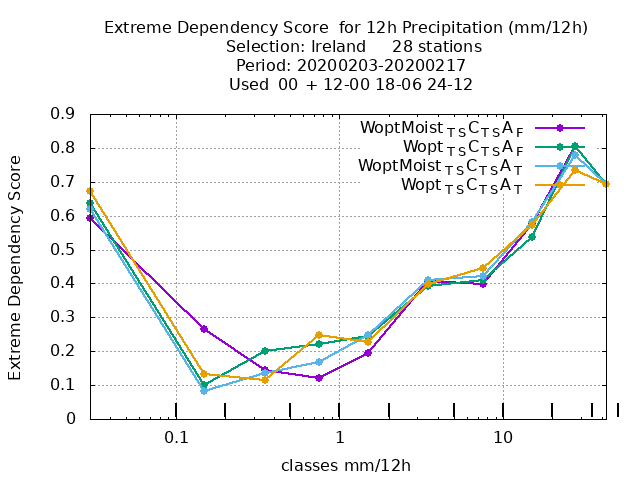 Extreme Dependency Score  for 12h Precipitation (mm/12h)
Selection: Ireland     28 stations
Period: 20200203-20200217
Used  00 + 12-00 18-06 24-12
WoptMoist TS C TS A F
Wopt TS C TS A F
WoptMoist TS C TS A T
Wopt TS C TS A T
Extreme Dependency Score
0.9
0.8
0.7
0.6
0.5
0.4
0.3
0.2
0.1
0
0.1 1 10
classes mm/12h